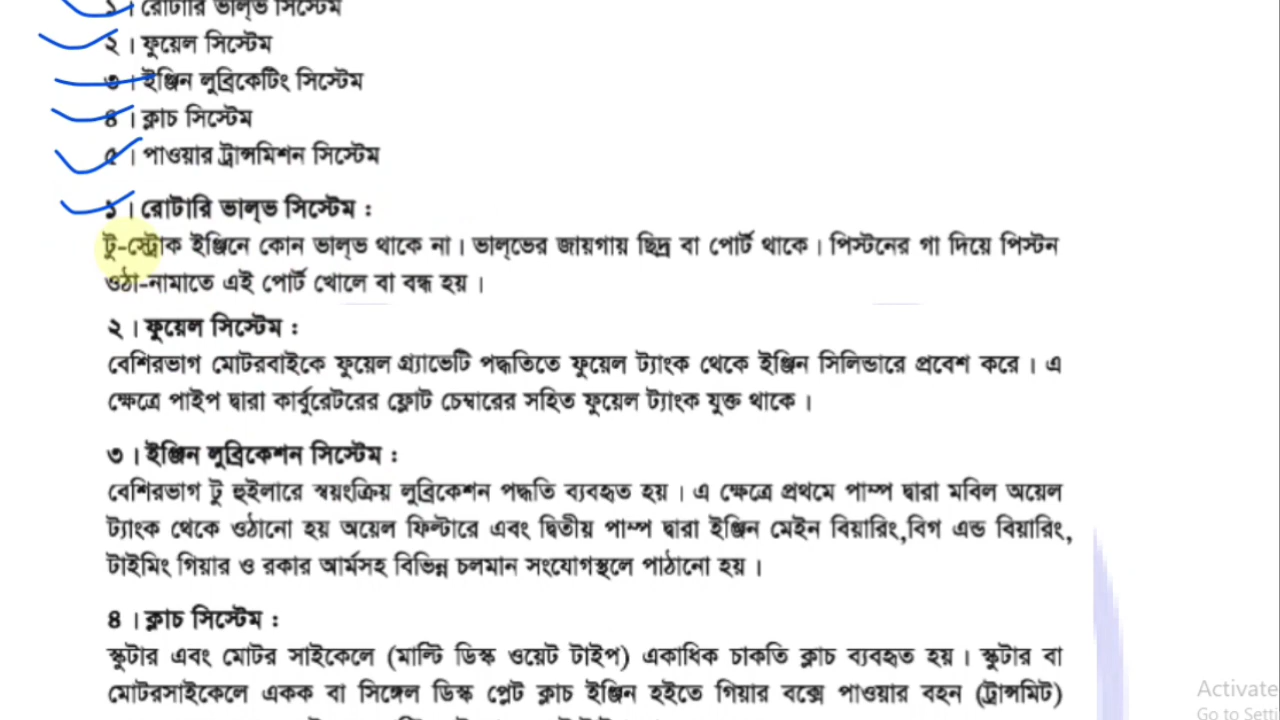 ১। রোটারি ভাল্ভ সিস্টেম
২। ফুয়েল সিস্টেম
৩। ইঞ্জিন লুব্রিকেটিং সিস্টেম
৪। ক্লাচ সিস্টেম
৫। পাওয়ার ট্রান্সমিশন সিস্টেম
১। রোটারি ভাল্ভ সিস্টেম :
টু-স্ট্রোক ইঞ্জিনে কোন ভাল্ভ থাকে না। ভাল্ভের জায়গায় ছিদ্র বা পোর্ট থাকে। পিস্টনের গা দিয়ে পিস্টন
ওঠা-নামাতে এই পোর্ট খোলে বা বন্ধ হয়।
২। ফুয়েল সিস্টেম :
বেশিরভাগ মোটরবাইকে ফুয়েল গ্র্যাভেটি পদ্ধতিতে ফুয়েল ট্যাংক থেকে ইঞ্জিন সিলিন্ডারে প্রবেশ করে। এ
ক্ষেত্রে পাইপ দ্বারা কার্বুরেটরের ফ্লোট চেম্বারের সহিত ফুয়েল ট্যাংক যুক্ত থাকে।
৩। ইঞ্জিন লুব্রিকেশন সিস্টেম :
বেশিরভাগ টু হুইলারে স্বয়ংক্রিয় লুব্রিকেশন পদ্ধতি ব্যবহৃত হয়। এ ক্ষেত্রে প্রথমে পাম্প দ্বারা মবিল অয়েল
ট্যাংক থেকে ওঠানো হয় অয়েল ফিল্টারে এবং দ্বিতীয় পাম্প দ্বারা ইঞ্জিন মেইন বিয়ারিং,বিগ এন্ড বিয়ারিং,
টাইমিং গিয়ার ও রকার আর্মসহ বিভিন্ন চলমান সংযোগস্থলে পাঠানো হয়।
৪। ক্লাচ সিস্টেম :
স্কুটার এবং মোটর সাইকেলে (মাল্টি ডিস্ক ওয়েট টাইপ) একাধিক চাকতি ক্লাচ ব্যবহৃত হয়। স্কুটার বা
মোটরসাইকেলে একক বা সিঙ্গেল ডিস্ক প্লেট ক্লাচ ইঞ্জিন হইতে গিয়ার বক্সে পাওয়ার বহন (ট্রান্সমিট)
Activate
Go to Setti